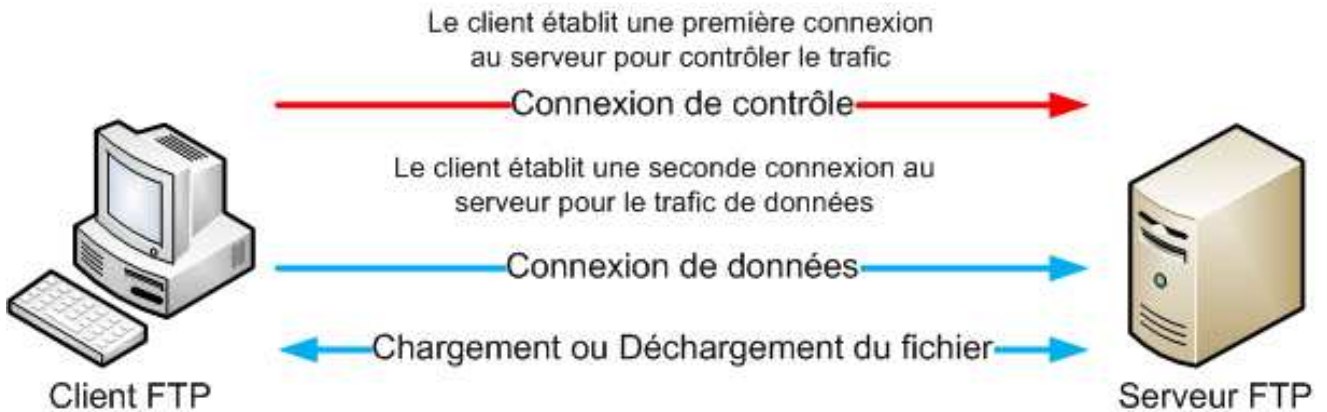 Le client établit une première connexion
au serveur pour contrôler le trafic
Connexion de contrôle
Le client établit une seconde connexion au
serveur pour le trafic de données
Connexion de données
Chargement ou Déchargement du fichier
Client FTP
Serveur FTP